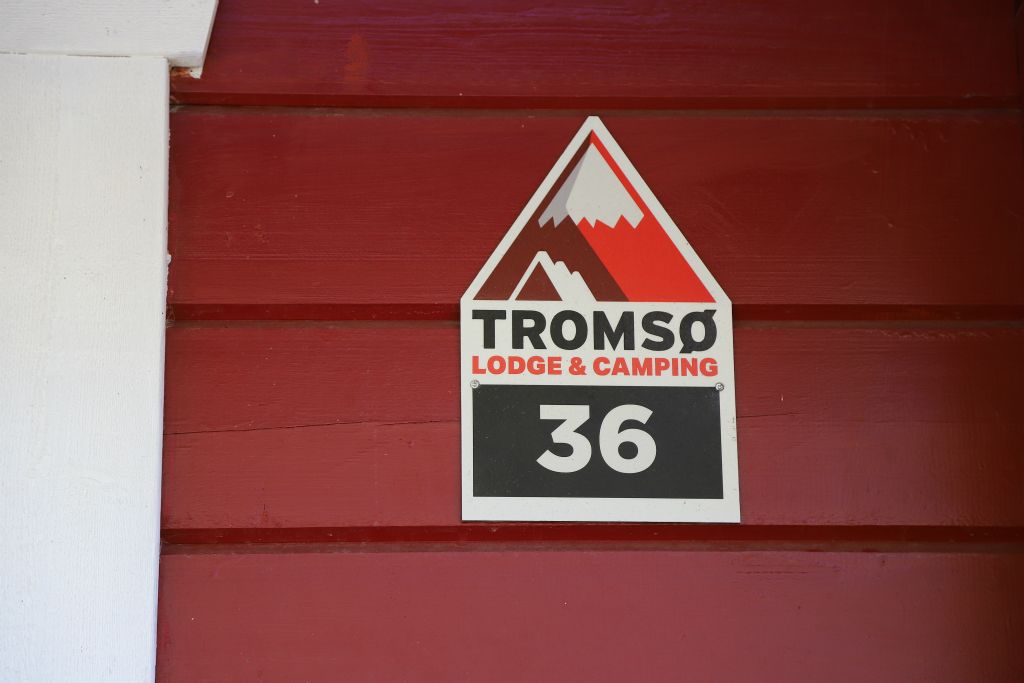 TROMSØ
LODGE & CAMPING
36